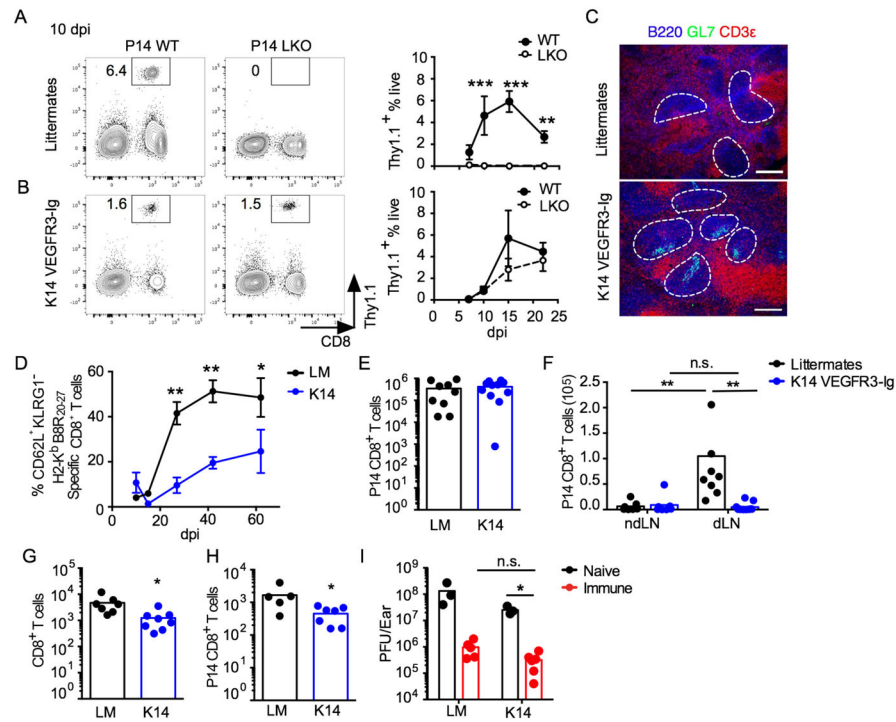 A
10 dpi
P14 WT
P14 LKO
Littermates
6.4
0
Thy1.1⁺ % live
10
8
6
4
2
0
***
***
**
WT
LKO
B
K14 VEGFR3-Ig
1.6
1.5
CD8
Thy1.1
Thy1.1⁺ % live
10
8
6
4
2
0
WT
LKO
0 5 10 15 20 25
dpi
C
B220 GL7 CD3ε
Littermates
K14 VEGFR3-Ig
D
% CD62L⁺KLRG1⁻
H2-Kᵇ B8R₂₀₋₂₇
Specific CD8⁺ T cells
60
40
20
0
** ** *
LM
K14
0 20 40 60
dpi
E
P14 CD8⁺ T cells
10⁶
10⁵
10⁴
10³
10²
10¹
10⁰
LM K14
F
P14 CD8⁺ T cells (10⁵)
2.5
2.0
1.5
1.0
0.5
0.0
n.s.
** **
ndLN dLN
Littermates
K14 VEGFR3-Ig
G
CD8⁺ T cells
10⁵
10⁴
10³
10²
10¹
10⁰
*
LM K14
H
P14 CD8⁺ T cells
10⁴
10³
10²
10¹
10⁰
*
LM K14
I
PFU/Ear
10⁹
10⁸
10⁷
10⁶
10⁵
10⁴
n.s.
*
LM K14
Naive
Immune